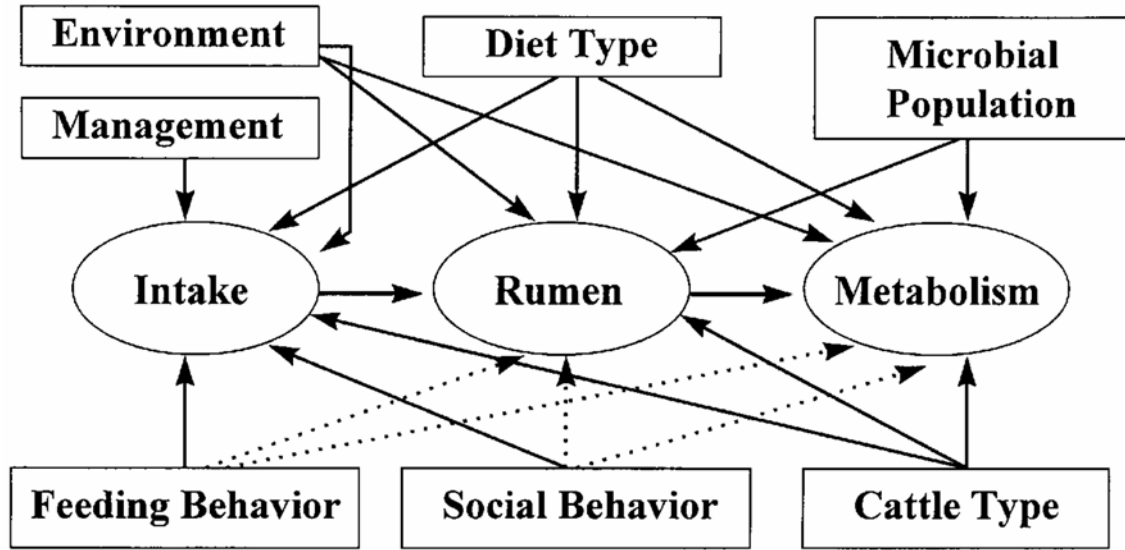 Environment
Diet Type
Microbial
Population
Management
Intake
Rumen
Metabolism
Feeding Behavior
Social Behavior
Cattle Type